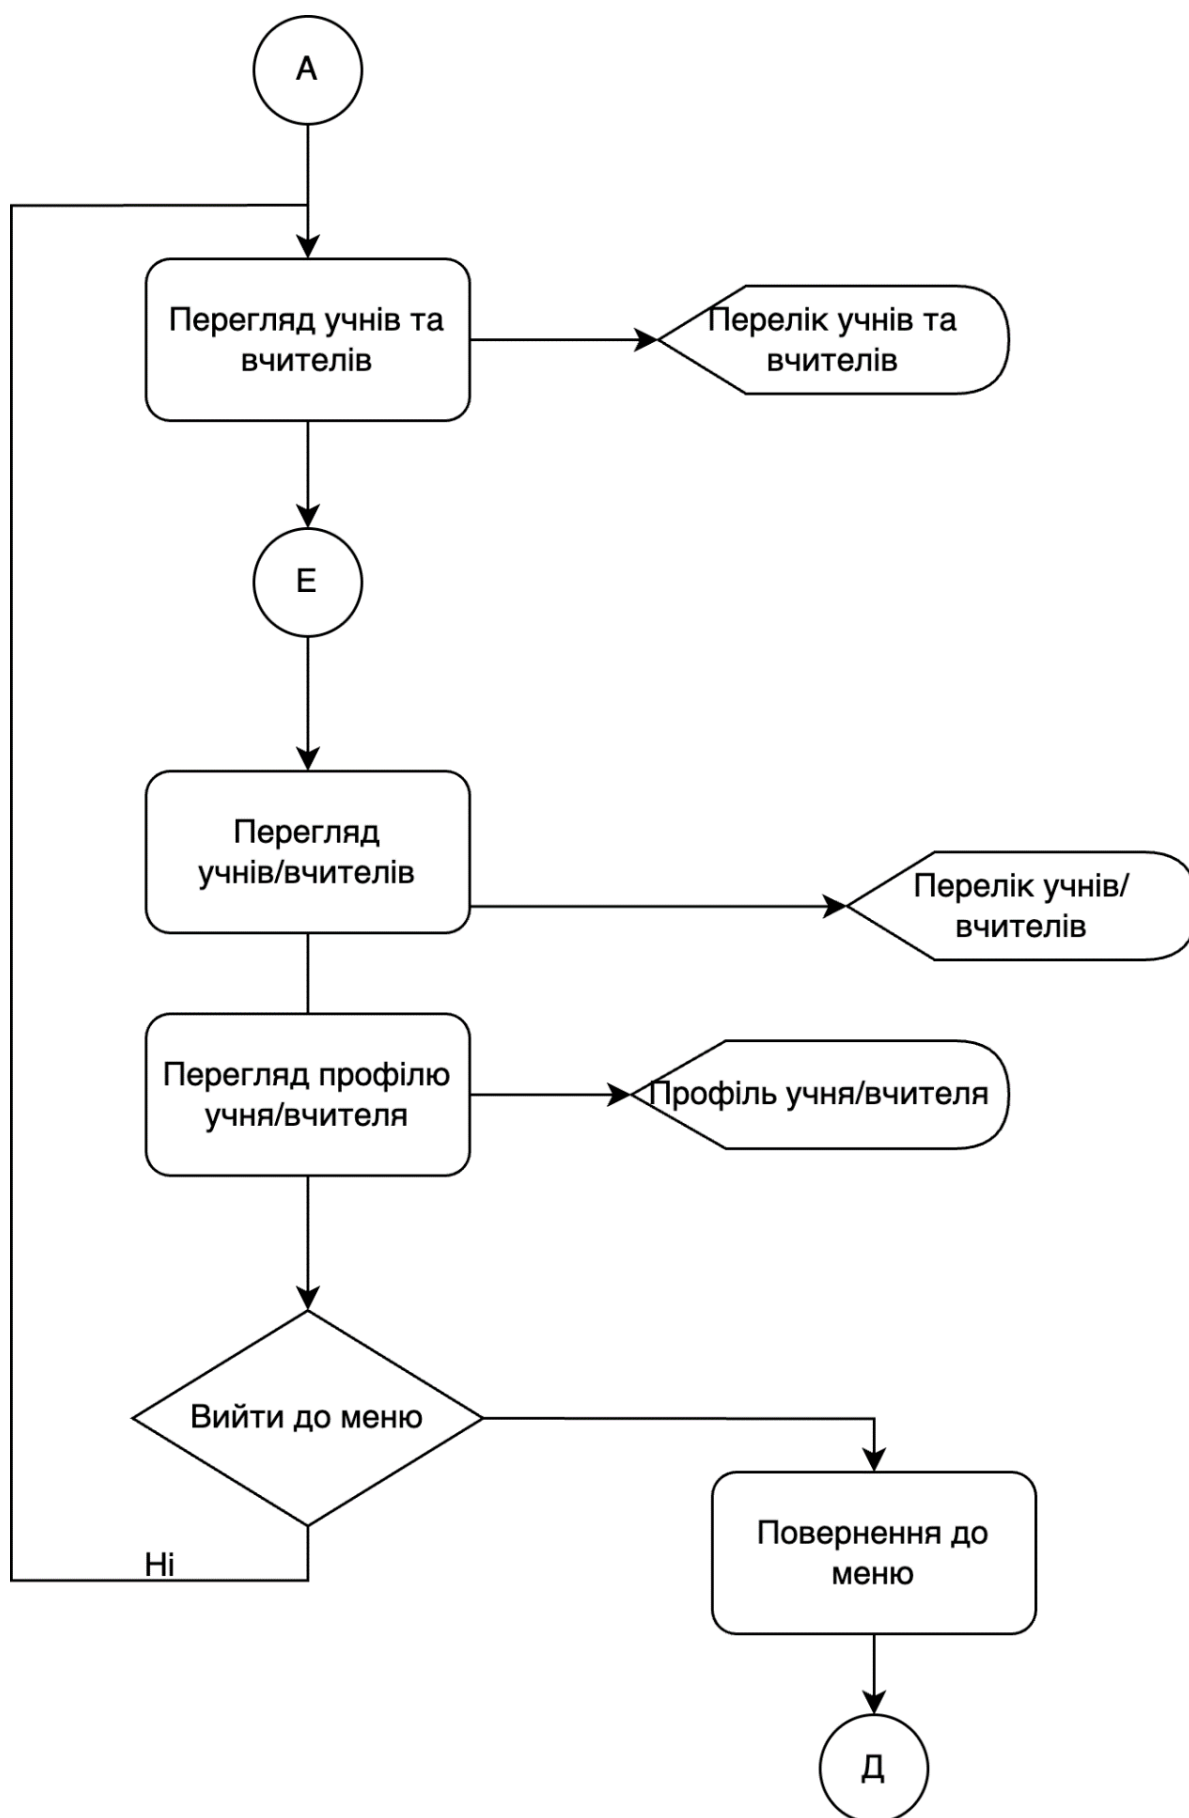 А
Перегляд учнів та
вчителів
Перелік учнів та
вчителів
Е
Перегляд
учнів/вчителів
Перелік учнів/
вчителів
Перегляд профілю
учня/вчителя
Профіль учня/вчителя
Вийти до меню
Ні
Повернення до
меню
Д